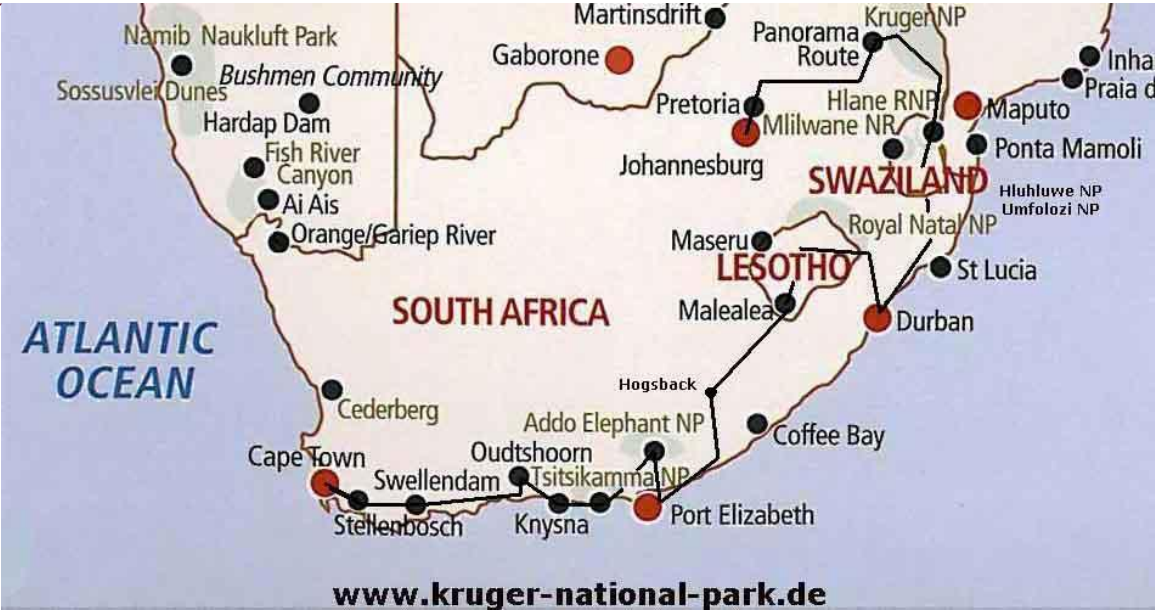 Martinsdrift
KrugerNP
Namib Naukluft Park
Panorama
Route
Gaborone
Inha
Bushmen Community
Sossusvlei Dunes
Praia d
Pretoria
Hlane RNP
Maputo
Hardap Dam
Mlilwane NR
Johannesburg
Ponta Mamoli
Fish River
Canyon
SWAZILAND
Hluhluwe NP
Umfolozi NP
Ai Ais
Royal Natal NP
Orange/Gariep River
Maseru
LESOTHO
St Lucia
SOUTH AFRICA
Malealea
Durban
ATLANTIC
OCEAN
Hogsback
Cederberg
Addo Elephant NP
Coffee Bay
Cape Town
Oudtshoorn
Swellendam
Tsitsikamma NP
Stellenbosch
Knysna
Port Elizabeth
www.kruger-national-park.de